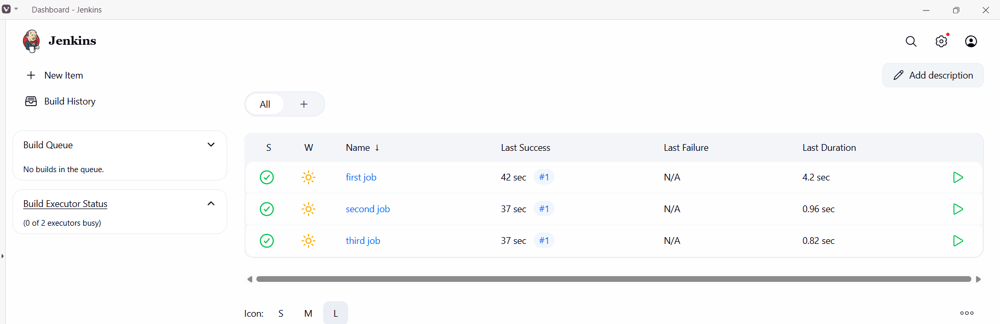 Dashboard - Jenkins
Jenkins
New Item
Add description
Build History
All +
Build Queue
No builds in the queue.
Build Executor Status
(0 of 2 executors busy)
S W Name ↓ Last Success Last Failure Last Duration
first job 42 sec #1 N/A 4.2 sec
second job 37 sec #1 N/A 0.96 sec
third job 37 sec #1 N/A 0.82 sec
Icon: S M L